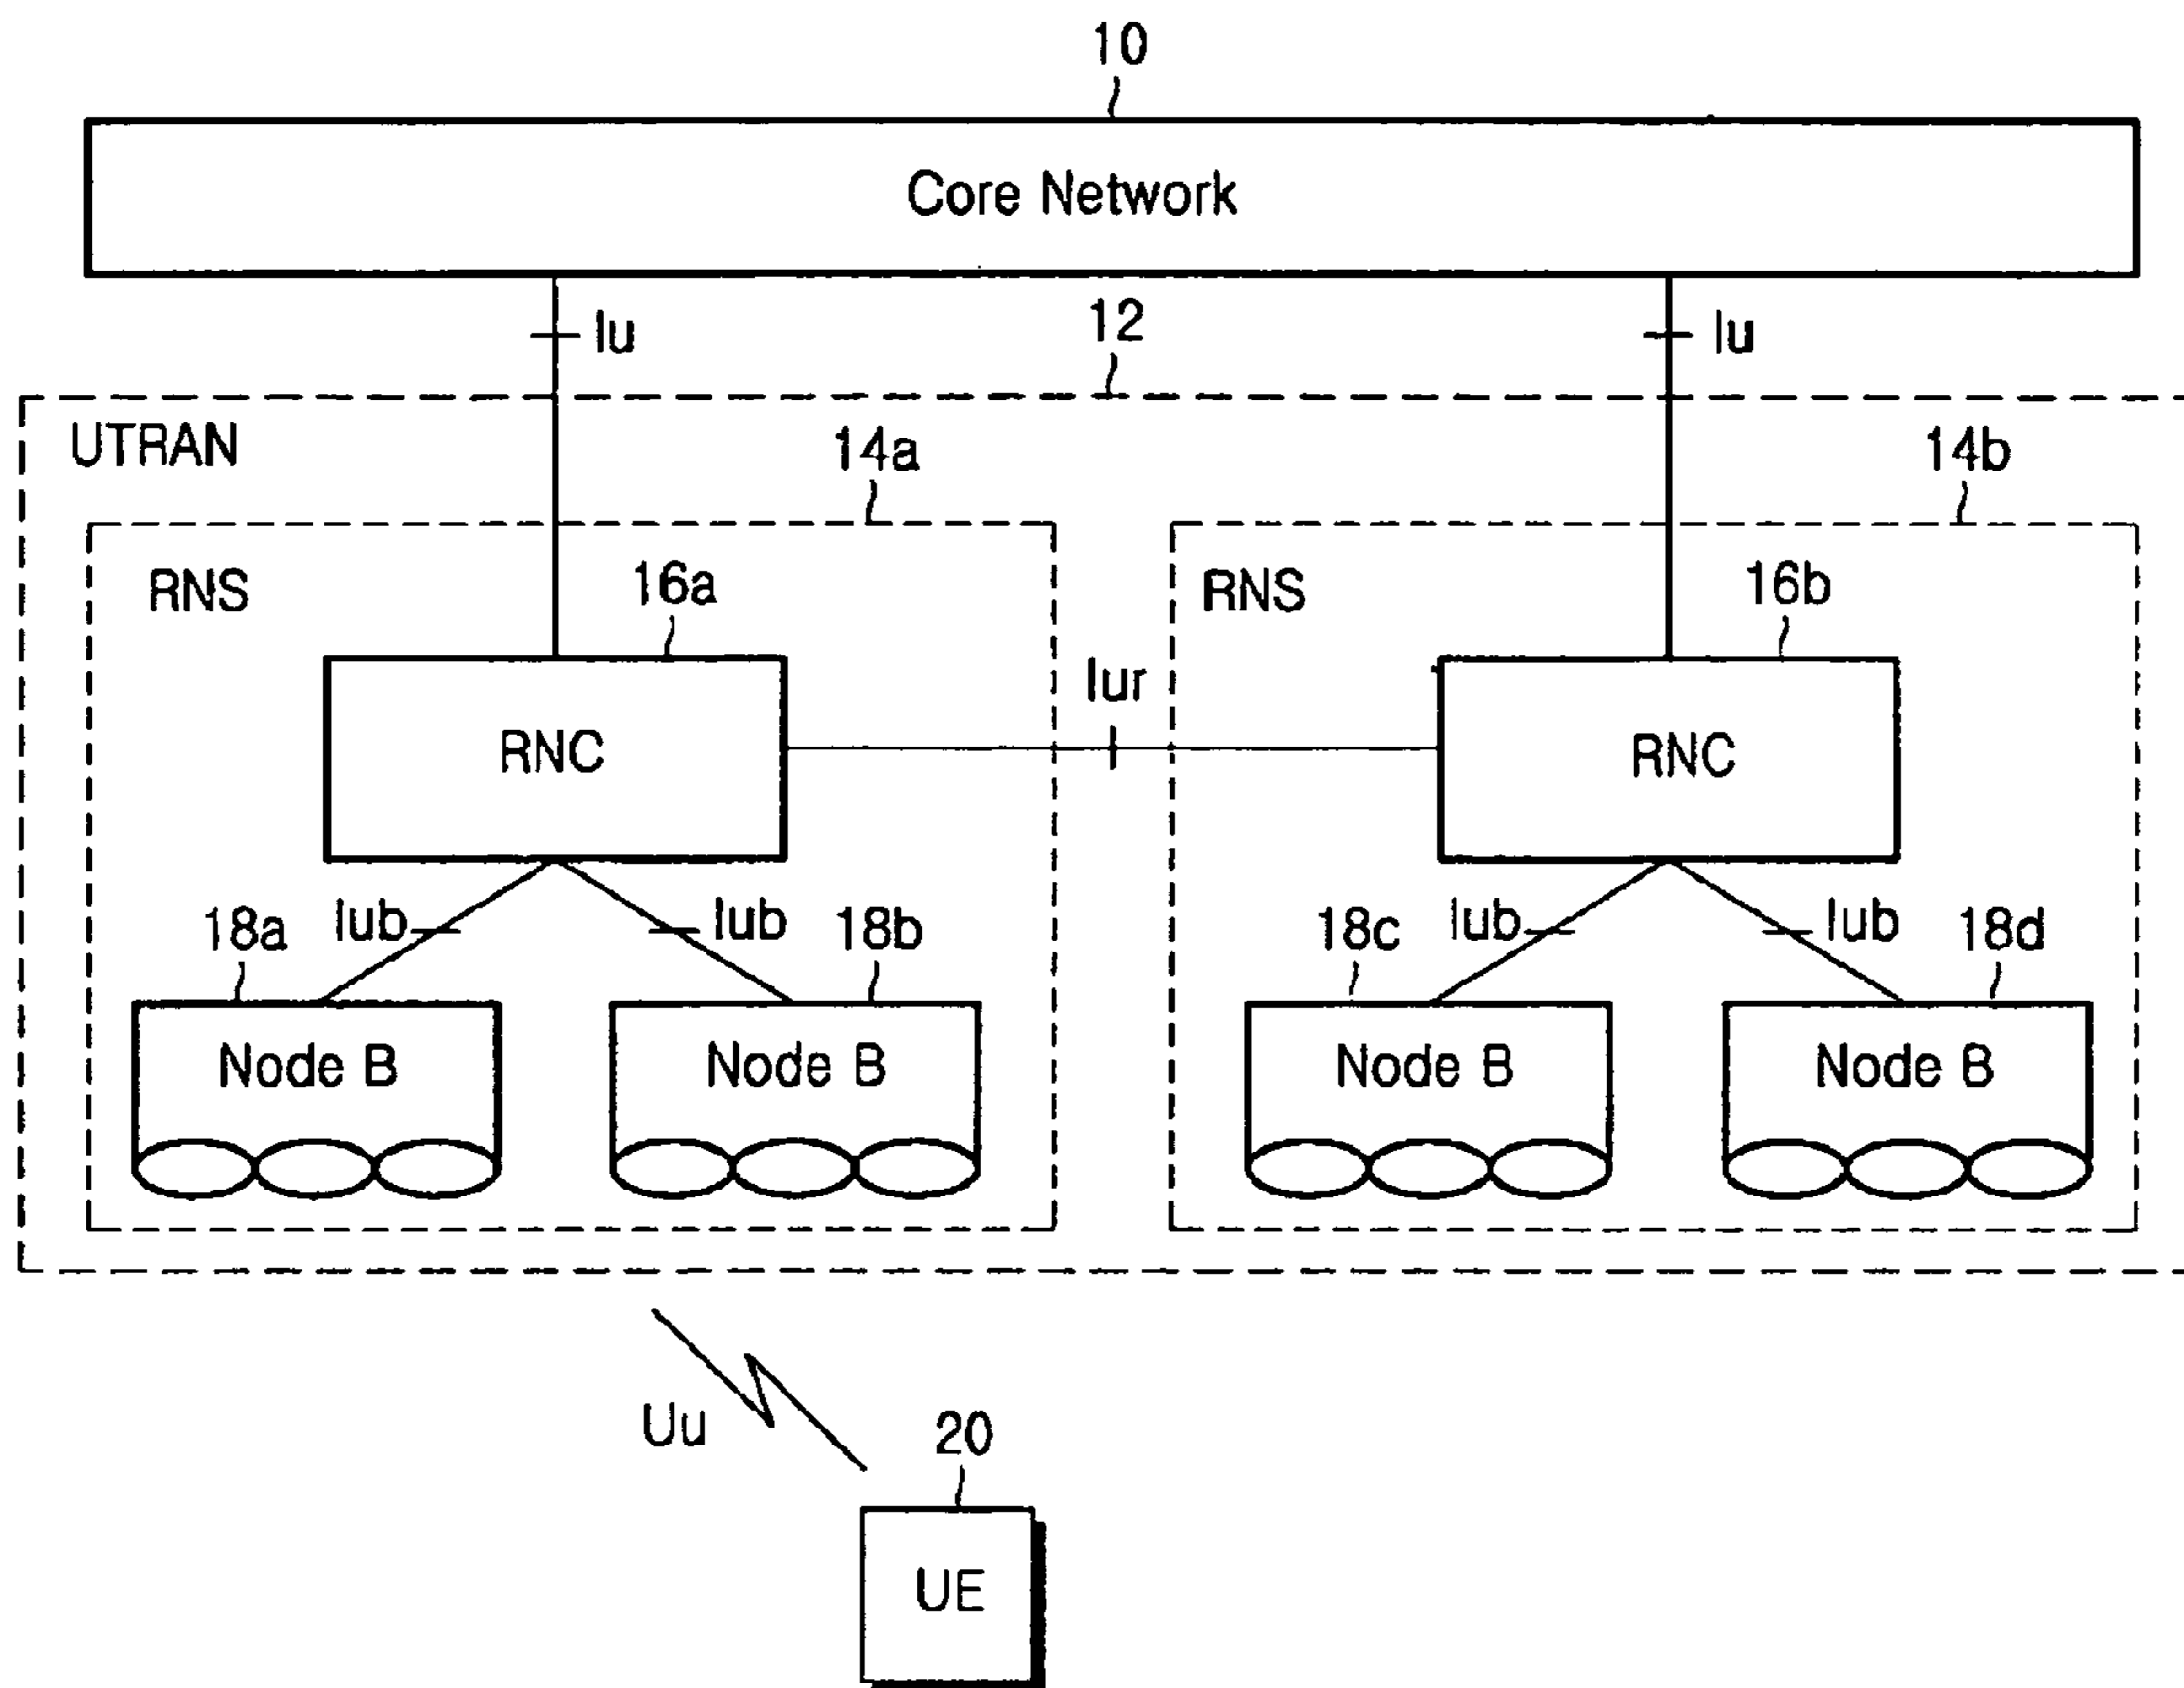 10
Core Network
Iu
12
Iu
UTRAN
14a
14b
RNS
16a
RNS
16b
Iur
RNC
RNC
18a
Iub
Iub
18b
18c
Iub
Iub
18d
Node B
Node B
Node B
Node B
Uu
20
UE